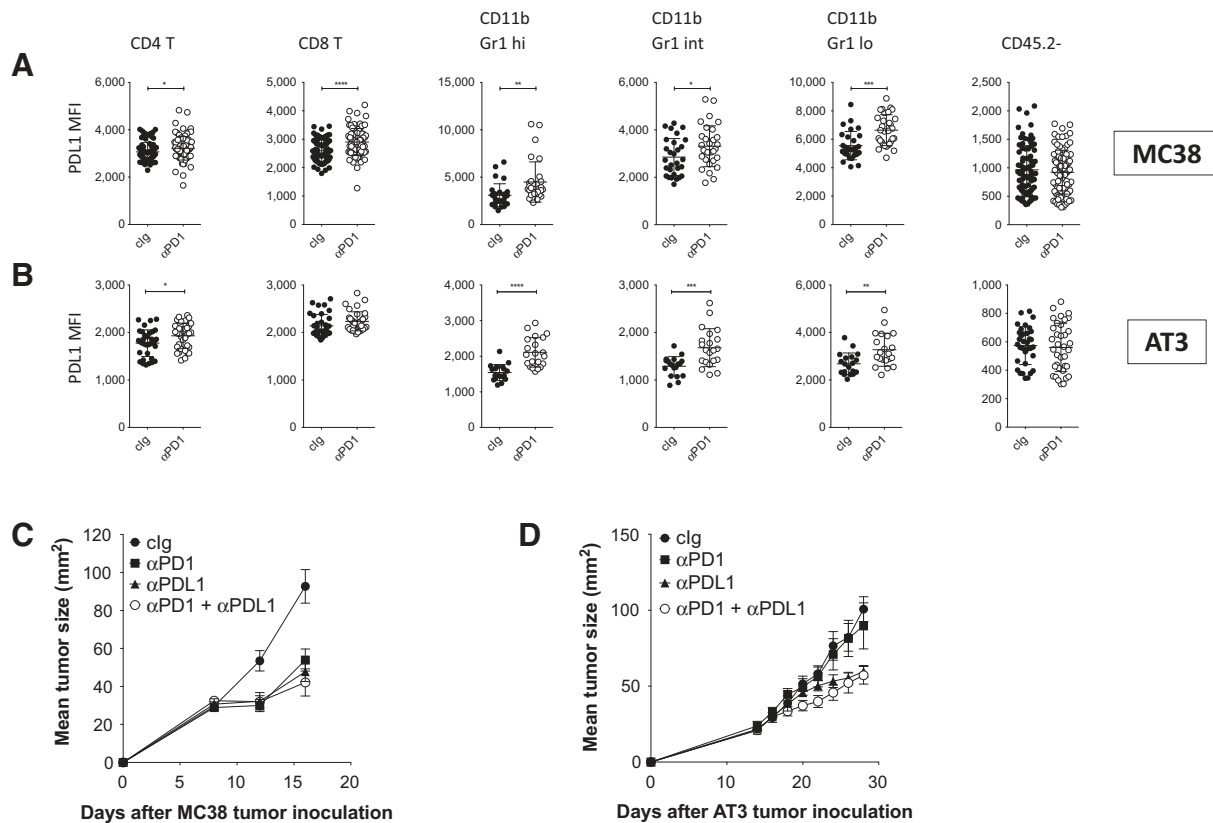 CD4 T
CD8 T
CD11b
Gr1 hi
CD11b
Gr1 int
CD11b
Gr1 lo
CD45.2-
A
PDL1 MFI
6,000
4,000
2,000
0
*
cIg
αPD1
5,000
4,000
3,000
2,000
1,000
0
****
cIg
αPD1
15,000
10,000
5,000
0
**
cIg
αPD1
6,000
4,000
2,000
0
*
cIg
αPD1
10,000
8,000
6,000
4,000
2,000
0
***
cIg
αPD1
2,500
2,000
1,500
1,000
500
0
cIg
αPD1
MC38
B
PDL1 MFI
3,000
2,000
1,000
0
*
cIg
αPD1
3,000
2,000
1,000
0
cIg
αPD1
4,000
3,000
2,000
1,000
0
****
cIg
αPD1
3,000
2,000
1,000
0
***
cIg
αPD1
6,000
4,000
2,000
0
**
cIg
αPD1
1,000
800
600
400
200
0
cIg
αPD1
AT3
C
Mean tumor size (mm²)
120
100
80
60
40
20
0
cIg
αPD1
αPDL1
αPD1 + αPDL1
0 5 10 15 20
Days after MC38 tumor inoculation
D
Mean tumor size (mm²)
150
100
50
0
cIg
αPD1
αPDL1
αPD1 + αPDL1
0 10 20 30
Days after AT3 tumor inoculation